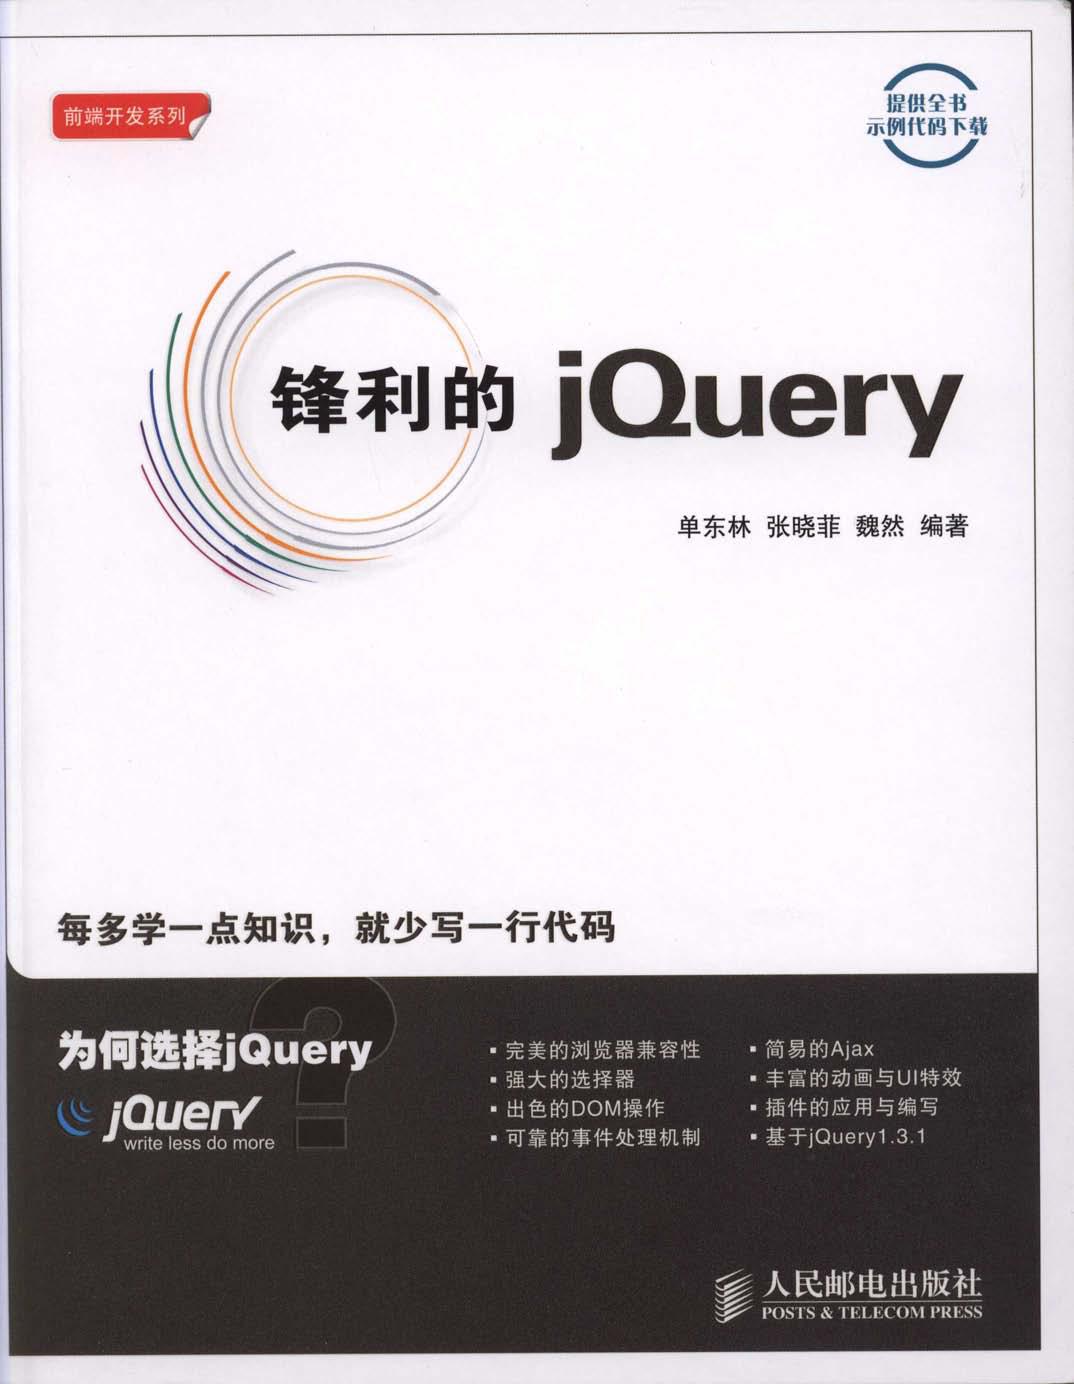 前端开发系列
提供全书
示例代码下载
锋利的 jQuery
单东林 张晓菲 魏然 编著
每多学一点知识，就少写一行代码
为何选择jQuery
?
jQuery
write less do more
▪ 完美的浏览器兼容性
▪ 强大的选择器
▪ 出色的DOM操作
▪ 可靠的事件处理机制
▪ 简易的Ajax
▪ 丰富的动画与UI特效
▪ 插件的应用与编写
▪ 基于jQuery1.3.1
人民邮电出版社
POSTS & TELECOM PRESS